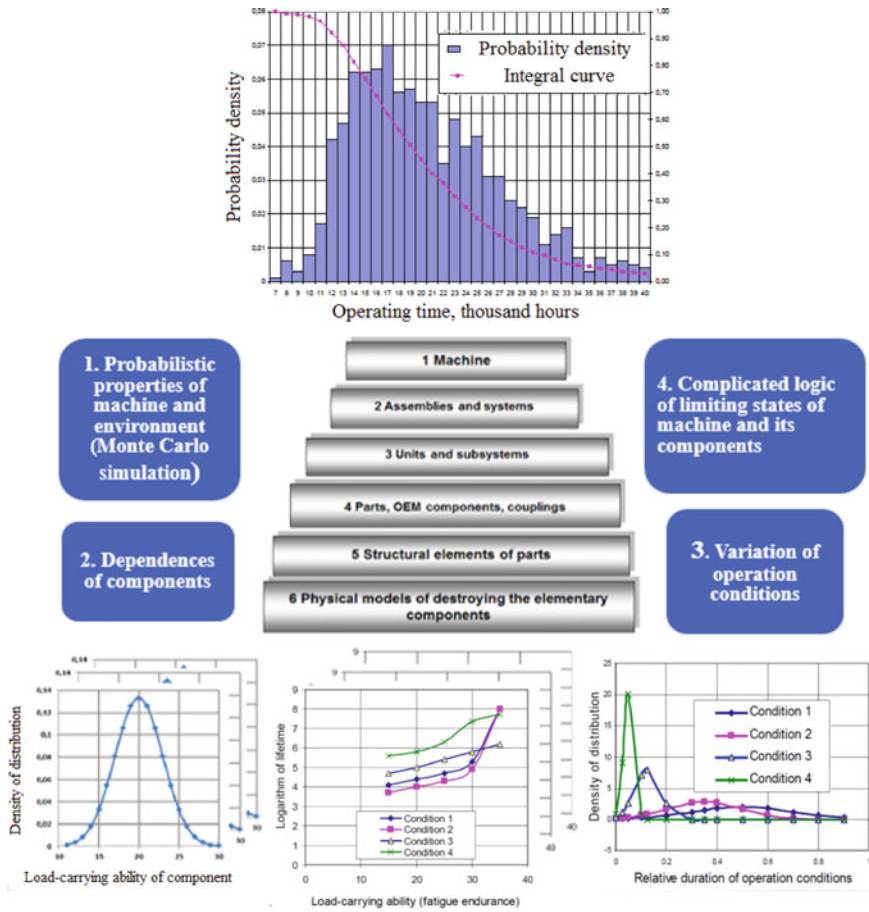 0,08
0,07
0,06
0,05
0,04
0,03
0,02
0,01
0
Probability density
1,00
0,90
0,80
0,70
0,60
0,50
0,40
0,30
0,20
0,10
0,00
Probability density
Integral curve
7 8 9 10 11 12 13 14 15 16 17 18 19 20 21 22 23 24 25 26 27 28 29 30 31 32 33 34 35 36 37 38 39 40
Operating time, thousand hours
1. Probabilistic
properties of
machine and
environment
(Monte Carlo
simulation)
2. Dependences
of components
1 Machine
2 Assemblies and systems
3 Units and subsystems
4 Parts, OEM components, couplings
5 Structural elements of parts
6 Physical models of destroying the elementary
components
4. Complicated logic
of limiting states of
machine and its
components
3. Variation of
operation
conditions
0,14
0,14
0,14
0,12
0,1
0,08
0,06
0,04
0,02
0
10 20 30
30
30
Density of distribution
Load-carrying ability of component
9
9
9
8
7
6
5
4
3
2
1
0
0 10 20 30 40
40
40
Logarithm of lifetime
Condition 1
Condition 2
Condition 3
Condition 4
Load-carrying ability (fatigue endurance)
25
20
15
10
5
0
-5
0 0.2 0.4 0.6 0.8
Density of distribution
Condition 1
Condition 2
Condition 3
Condition 4
Relative duration of operation conditions